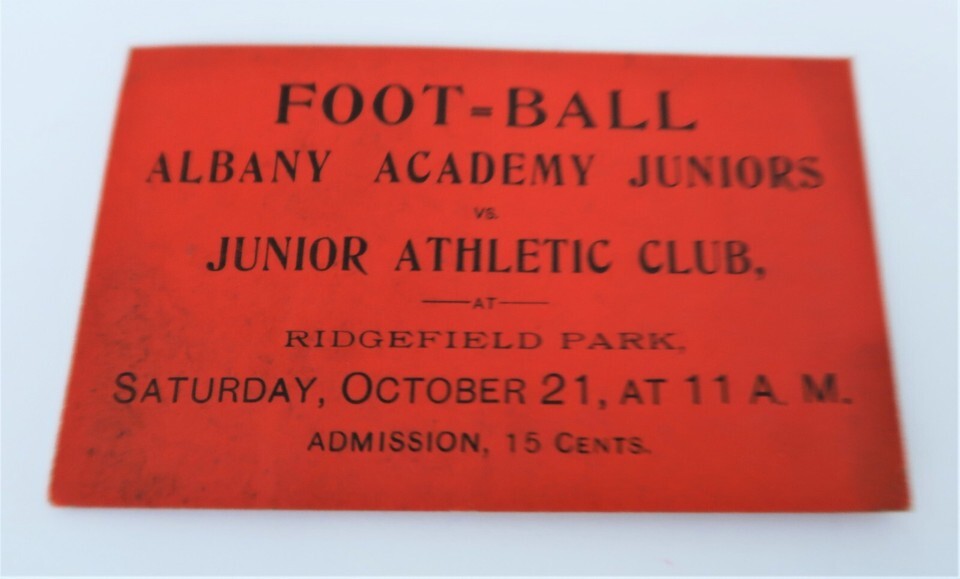 FOOT=BALL
ALBANY ACADEMY JUNIORS
VS.
JUNIOR ATHLETIC CLUB,
AT
RIDGEFIELD PARK,
SATURDAY, OCTOBER 21, AT 11 A. M.
ADMISSION, 15 CENTS.